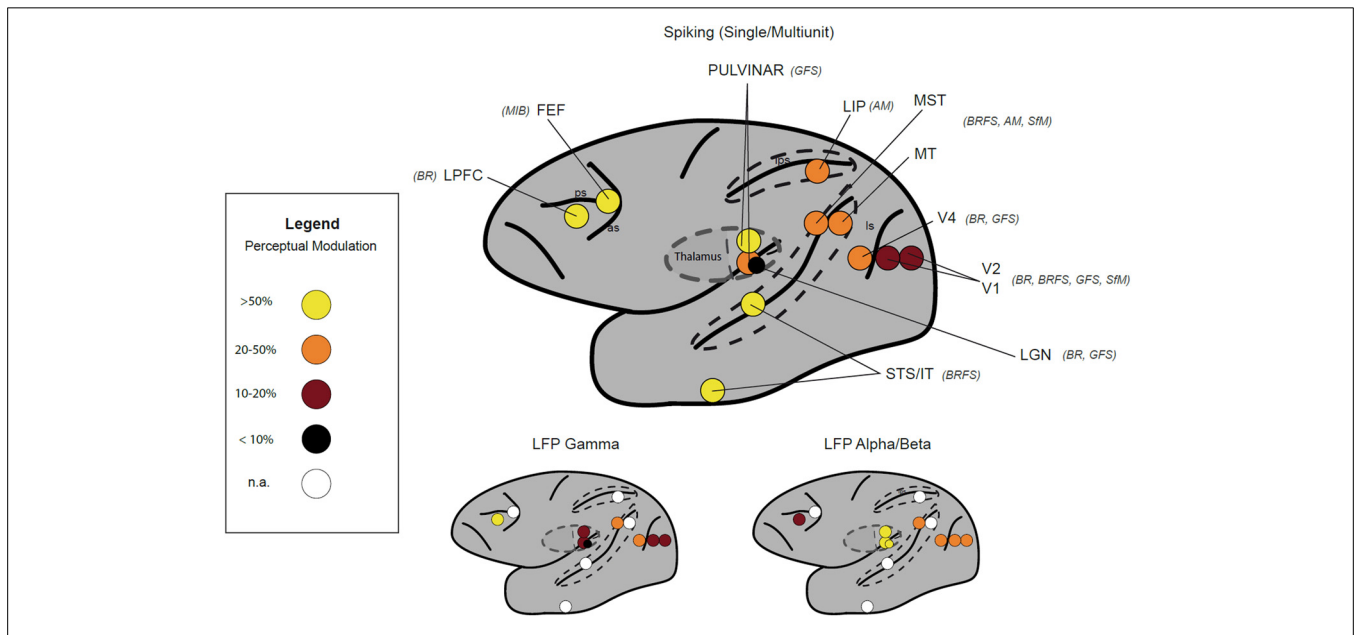 Spiking (Single/Multiunit)
PULVINAR (GFS)
(MIB) FEF
LIP (AM)
MST
(BRFS, AM, SfM)
MT
(BR) LPFC
ips
ps
as
ls
V4 (BR, GFS)
Thalamus
V2
V1
(BR, BRFS, GFS, SfM)
LGN (BR, GFS)
STS/IT (BRFS)
Legend
Perceptual Modulation
>50%
20-50%
10-20%
< 10%
n.a.
LFP Gamma
LFP Alpha/Beta